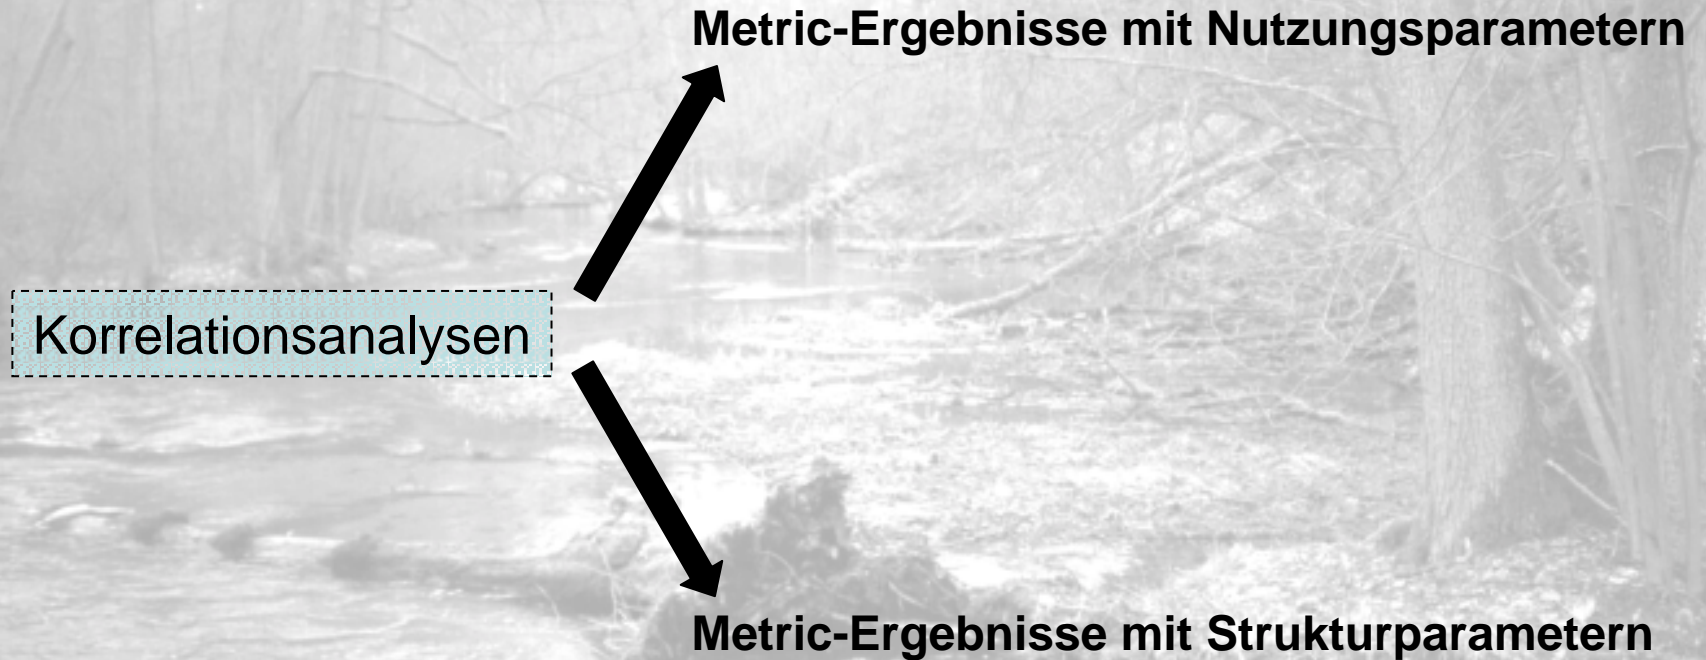 Metric-Ergebnisse mit Nutzungsparametern
Korrelationsanalysen
Metric-Ergebnisse mit Strukturparametern